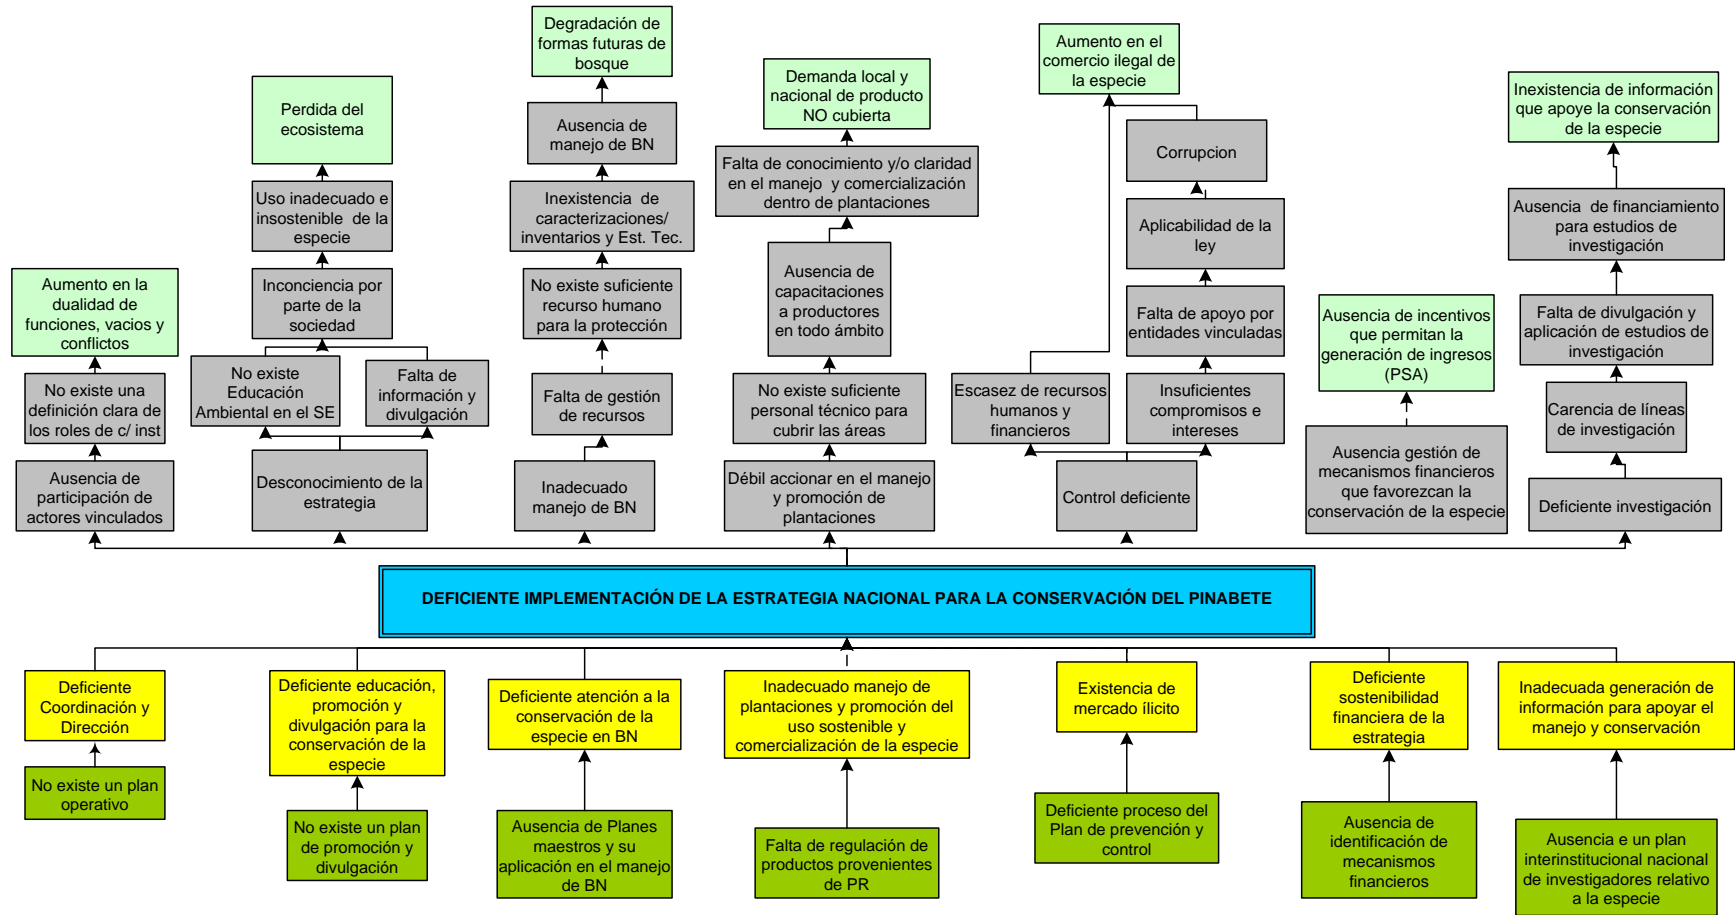 Degradación de
formas futuras de
bosque
Aumento en el
comercio ilegal de
la especie
Demanda local y
nacional de producto
NO cubierta
Inexistencia de información
que apoye la conservación
de la especie
Perdida del
ecosistema
Ausencia de
manejo de BN
Corrupcion
Falta de conocimiento y/o claridad
en el manejo y comercialización
dentro de plantaciones
Uso inadecuado e
insostenible de la
especie
Inexistencia de
caracterizaciones/
inventarios y Est. Tec.
Aplicabilidad de la
ley
Ausencia de financiamiento
para estudios de
investigación
Aumento en la
dualidad de
funciones, vacios y
conflictos
Inconciencia por
parte de la
sociedad
No existe suficiente
recurso humano
para la protección
Ausencia de
capacitaciones
a productores
en todo ámbito
Falta de apoyo por
entidades vinculadas
Ausencia de incentivos
que permitan la
generación de ingresos
(PSA)
Falta de divulgación y
aplicación de estudios de
investigación
No existe una
definición clara de
los roles de c/ inst
No existe
Educación
Ambiental en el SE
Falta de
información y
divulgación
Falta de gestión
de recursos
No existe suficiente
personal técnico para
cubrir las áreas
Escasez de recursos
humanos y
financieros
Insuficientes
compromisos e
intereses
Carencia de líneas
de investigación
Ausencia de
participación de
actores vinculados
Desconocimiento de la
estrategia
Inadecuado
manejo de BN
Débil accionar en el manejo
y promoción de
plantaciones
Control deficiente
Ausencia gestión de
mecanismos financieros
que favorezcan la
conservación de la especie
Deficiente investigación
DEFICIENTE IMPLEMENTACIÓN DE LA ESTRATEGIA NACIONAL PARA LA CONSERVACIÓN DEL PINABETE
Deficiente
Coordinación y
Dirección
Deficiente educación,
promoción y
divulgación para la
conservación de la
especie
Deficiente atención a la
conservación de la
especie en BN
Inadecuado manejo de
plantaciones y promoción del
uso sostenible y
comercialización de la especie
Existencia de
mercado ílicito
Deficiente
sostenibilidad
financiera de la
estrategia
Inadecuada generación de
información para apoyar el
manejo y conservación
No existe un plan
operativo
No existe un plan
de promoción y
divulgación
Ausencia de Planes
maestros y su
aplicación en el manejo
de BN
Falta de regulación de
productos provenientes
de PR
Deficiente proceso del
Plan de prevención y
control
Ausencia de
identificación de
mecanismos
financieros
Ausencia e un plan
interinstitucional nacional
de investigadores relativo
a la especie